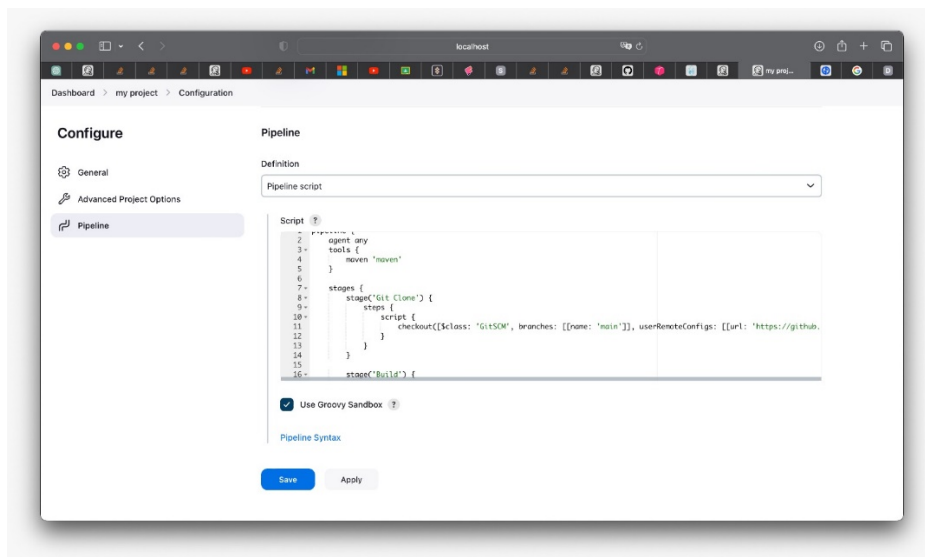 localhost
my proj...
Dashboard > my project > Configuration
Configure
General
Advanced Project Options
Pipeline
Pipeline
Definition
Pipeline script
Script ?
2 agent any
3 tools {
4 maven 'maven'
5 }
6
7 stages {
8 stage('Git Clone') {
9 steps {
10 script {
11 checkout([$class: 'GitSCM', branches: [[name: 'main']], userRemoteConfigs: [[url: 'https://github.
12 }
13 }
14 }
15
16 stage('Build') {
Use Groovy Sandbox ?
Pipeline Syntax
Save
Apply